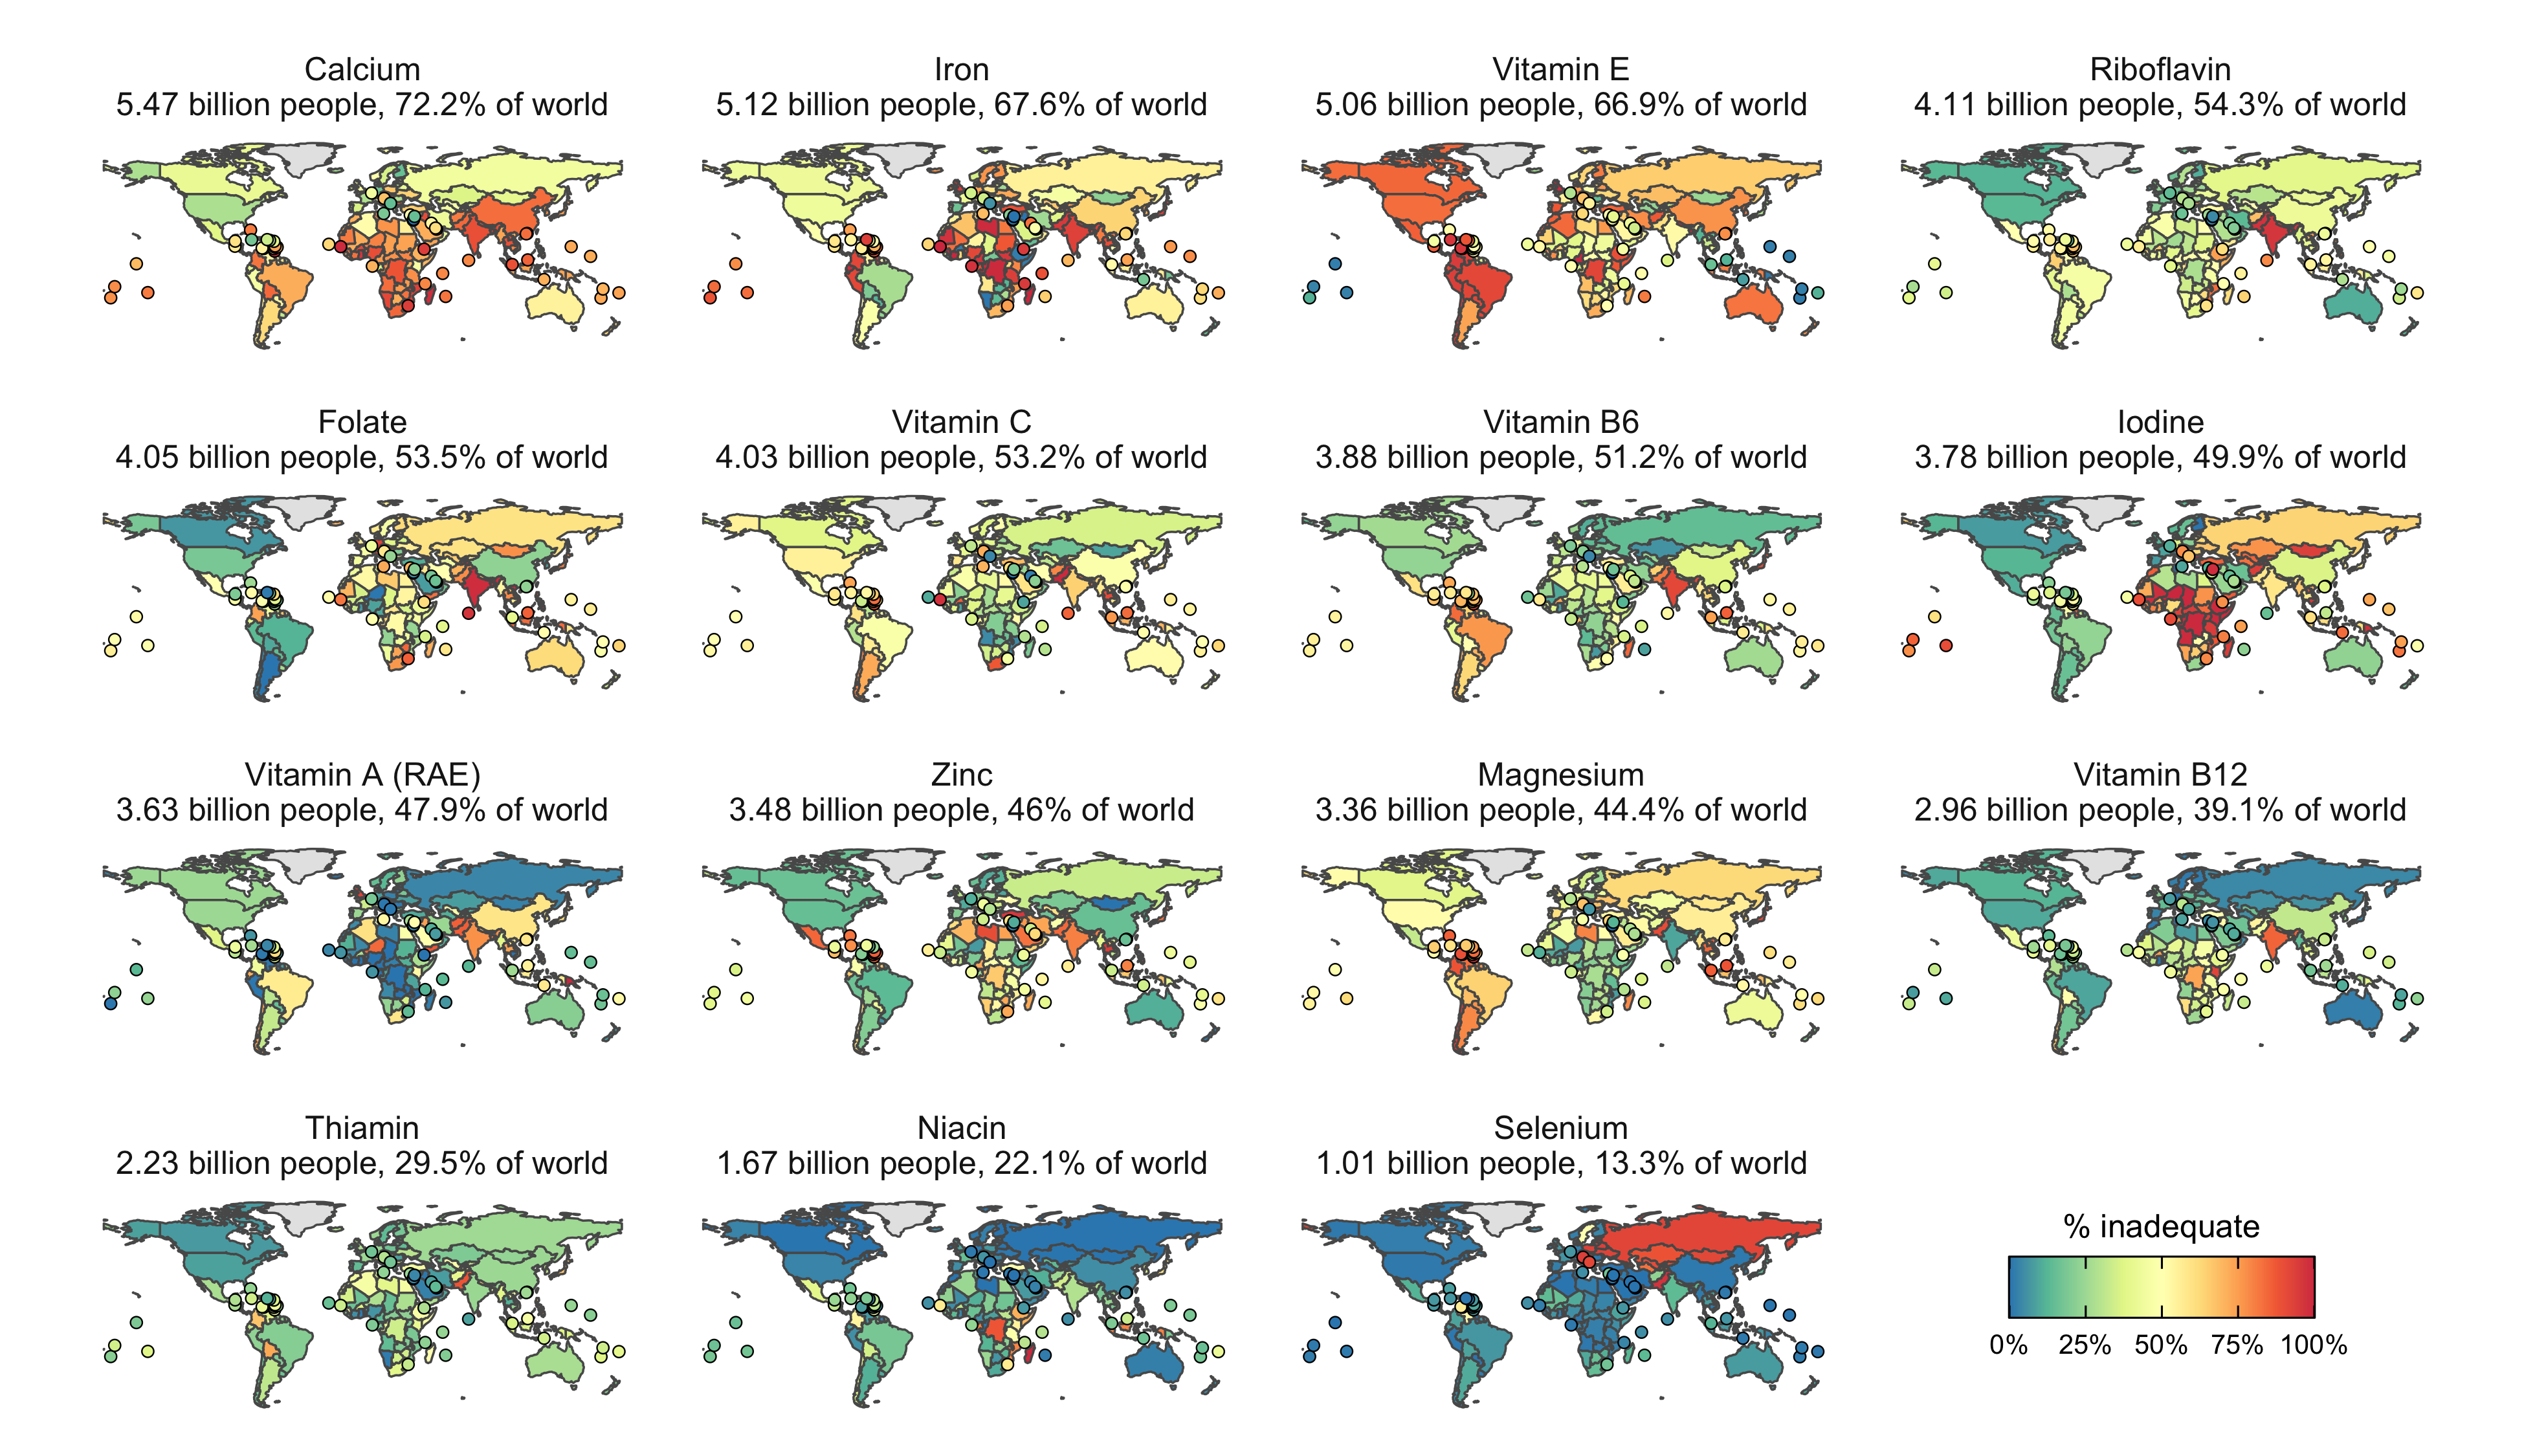 Calcium
5.47 billion people, 72.2% of world
Iron
5.12 billion people, 67.6% of world
Vitamin E
5.06 billion people, 66.9% of world
Riboflavin
4.11 billion people, 54.3% of world
Folate
4.05 billion people, 53.5% of world
Vitamin C
4.03 billion people, 53.2% of world
Vitamin B6
3.88 billion people, 51.2% of world
Iodine
3.78 billion people, 49.9% of world
Vitamin A (RAE)
3.63 billion people, 47.9% of world
Zinc
3.48 billion people, 46% of world
Magnesium
3.36 billion people, 44.4% of world
Vitamin B12
2.96 billion people, 39.1% of world
Thiamin
2.23 billion people, 29.5% of world
Niacin
1.67 billion people, 22.1% of world
Selenium
1.01 billion people, 13.3% of world
% inadequate
0% 25% 50% 75% 100%